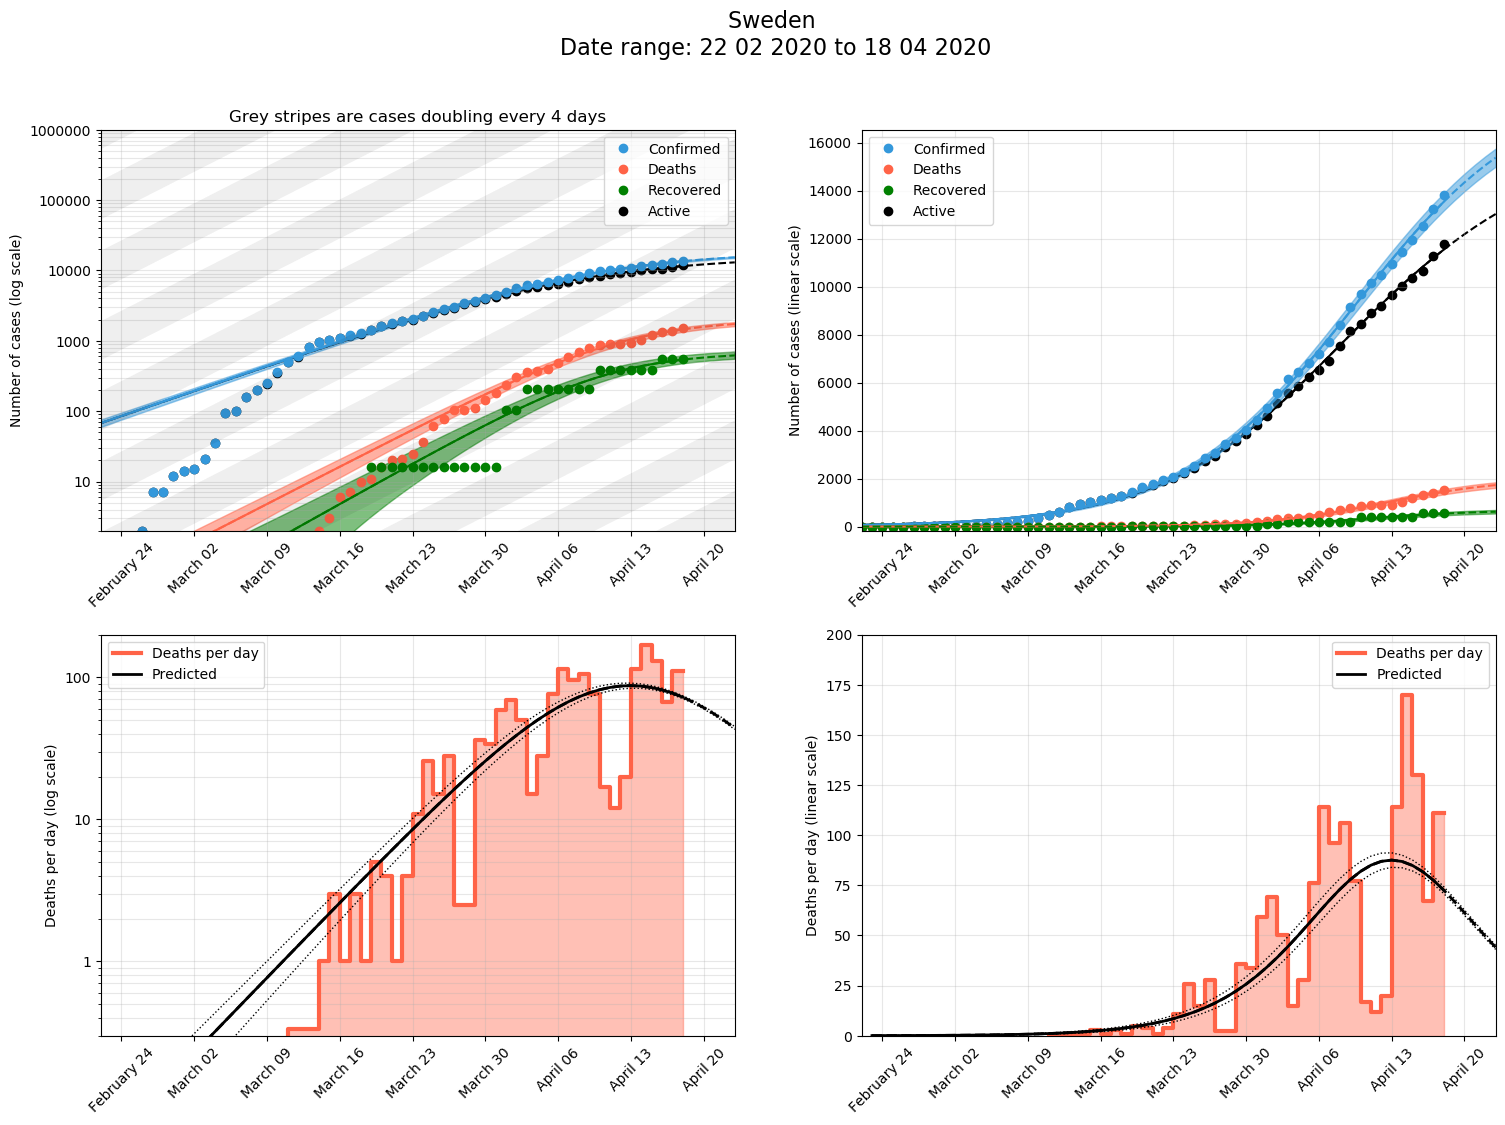 Sweden
Date range: 22 02 2020 to 18 04 2020
Grey stripes are cases doubling every 4 days
Number of cases (log scale)
1000000
100000
10000
1000
100
10
Confirmed
Deaths
Recovered
Active
February 24
March 02
March 09
March 16
March 23
March 30
April 06
April 13
April 20
Number of cases (linear scale)
16000
14000
12000
10000
8000
6000
4000
2000
0
Confirmed
Deaths
Recovered
Active
February 24
March 02
March 09
March 16
March 23
March 30
April 06
April 13
April 20
Deaths per day (log scale)
100
10
1
Deaths per day
Predicted
February 24
March 02
March 09
March 16
March 23
March 30
April 06
April 13
April 20
Deaths per day (linear scale)
200
175
150
125
100
75
50
25
0
Deaths per day
Predicted
February 24
March 02
March 09
March 16
March 23
March 30
April 06
April 13
April 20